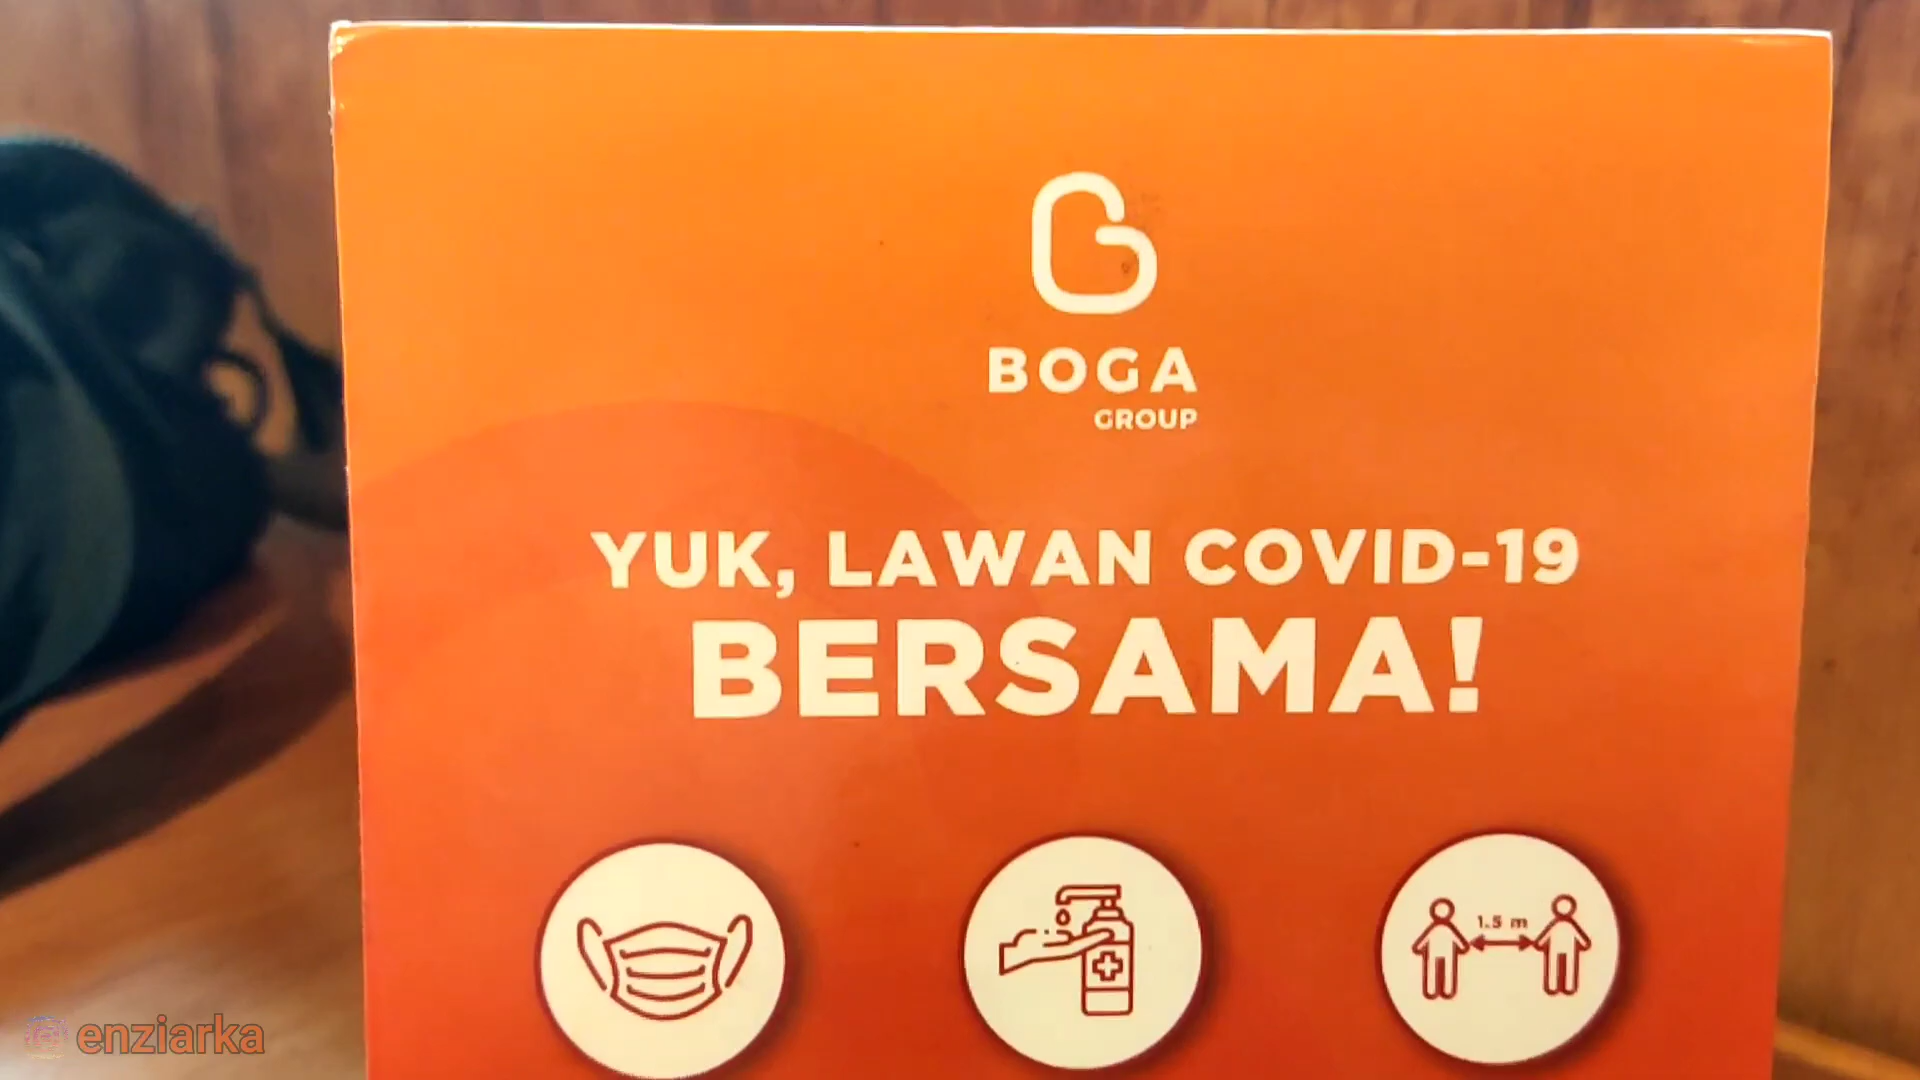 BOGA
GROUP
YUK, LAWAN COVID-19
BERSAMA!
1.5 m
enziarka